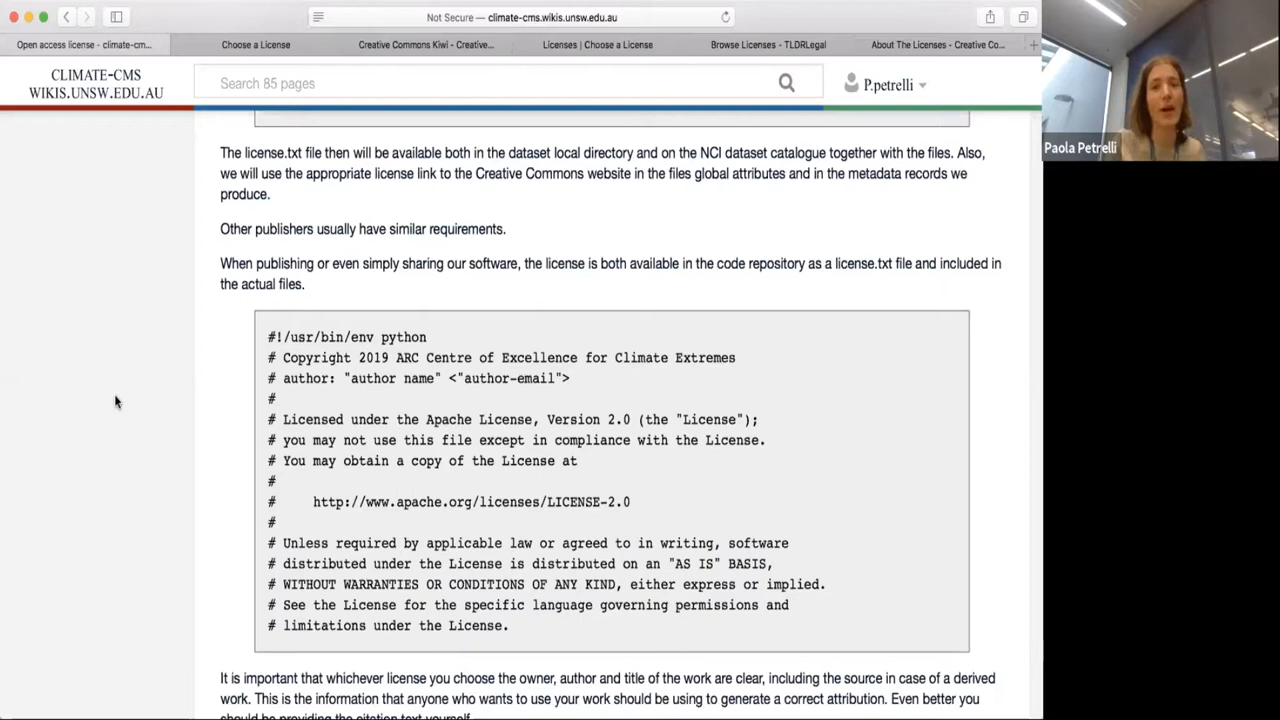 Not Secure — climate-cms.wikis.unsw.edu.au
Open access license - climate-cm...
Choose a License
Creative Commons Kiwi - Creative...
Licenses | Choose a License
Browse Licenses - TLDRLegal
About The Licenses - Creative Co...
CLIMATE-CMS
WIKIS.UNSW.EDU.AU
Search 85 pages
P.petrelli
Paola Petrelli
The license.txt file then will be available both in the dataset local directory and on the NCI dataset catalogue together with the files. Also,
we will use the appropriate license link to the Creative Commons website in the files global attributes and in the metadata records we
produce.
Other publishers usually have similar requirements.
When publishing or even simply sharing our software, the license is both available in the code repository as a license.txt file and included in
the actual files.
#!/usr/bin/env python
# Copyright 2019 ARC Centre of Excellence for Climate Extremes
# author: "author name" <"author-email">
#
# Licensed under the Apache License, Version 2.0 (the "License");
# you may not use this file except in compliance with the License.
# You may obtain a copy of the License at
#
# http://www.apache.org/licenses/LICENSE-2.0
#
# Unless required by applicable law or agreed to in writing, software
# distributed under the License is distributed on an "AS IS" BASIS,
# WITHOUT WARRANTIES OR CONDITIONS OF ANY KIND, either express or implied.
# See the License for the specific language governing permissions and
# limitations under the License.
It is important that whichever license you choose the owner, author and title of the work are clear, including the source in case of a derived
work. This is the information that anyone who wants to use your work should be using to generate a correct attribution. Even better you
should be providing the citation text yourself